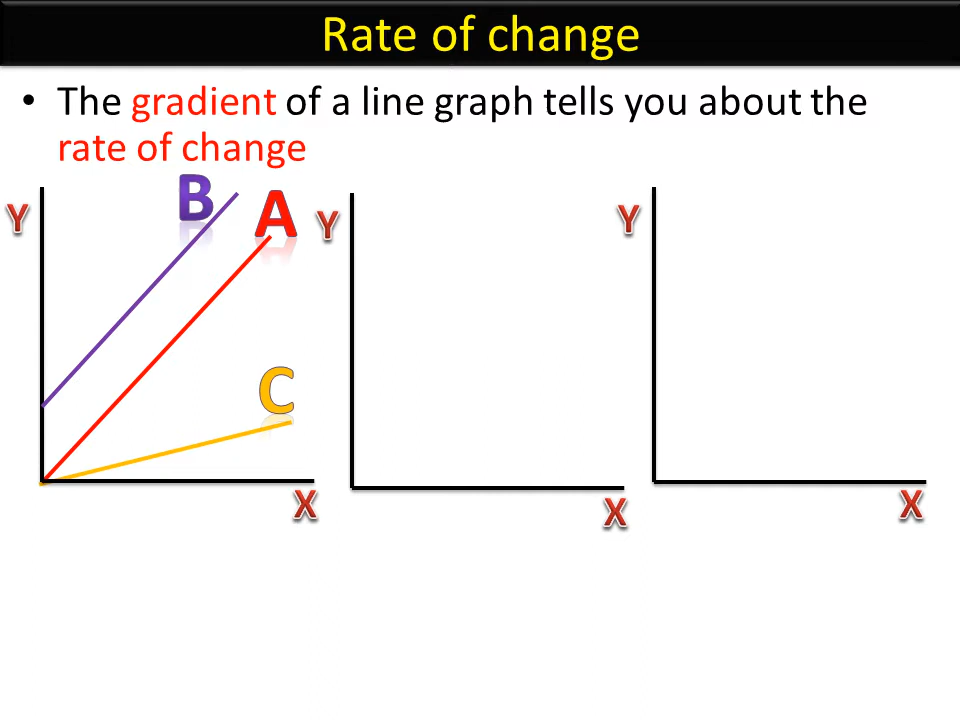 Rate of change
• The gradient of a line graph tells you about the
rate of change
B
A
Y
Y
Y
C
X
X
X